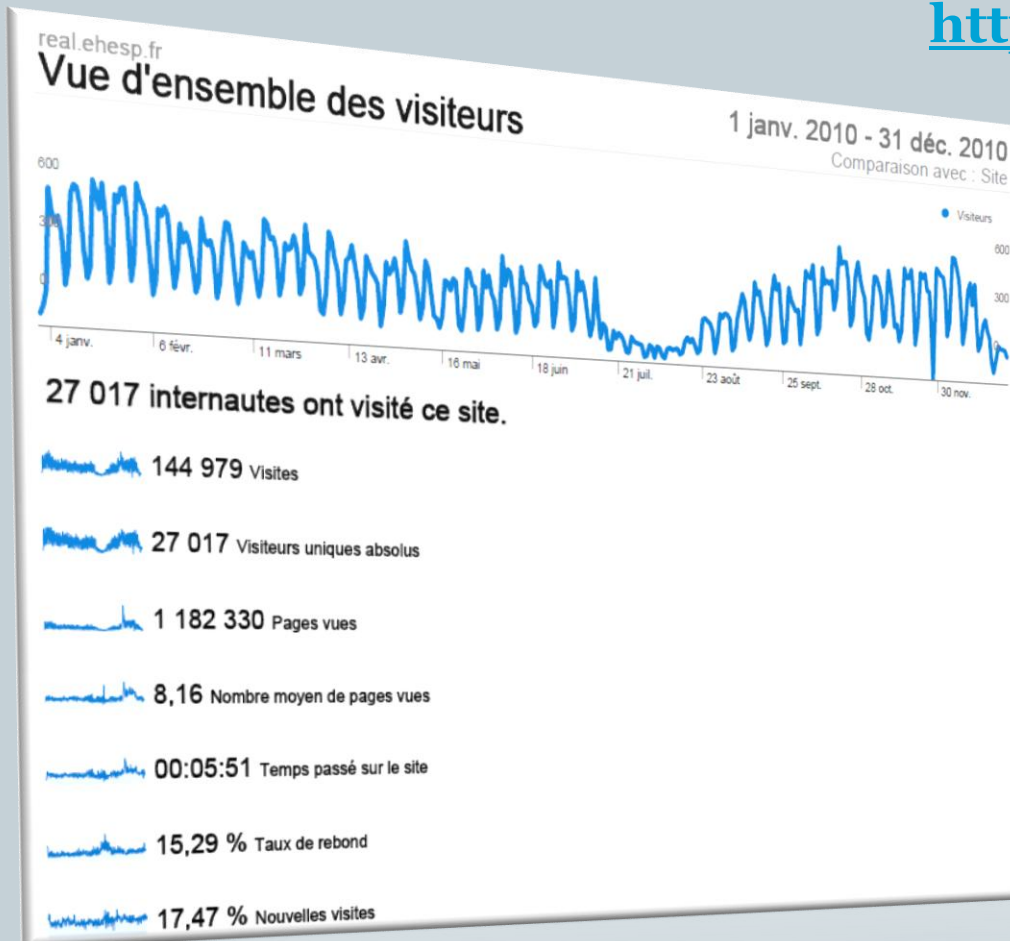 htt
real.ehesp.fr
Vue d'ensemble des visiteurs
1 janv. 2010 - 31 déc. 2010
Comparaison avec : Site
Visiteurs
600
300
0
600
300
0
4 janv.
6 févr.
11 mars
13 avr.
16 mai
18 juin
21 juil.
23 août
25 sept.
28 oct.
30 nov.
27 017 internautes ont visité ce site.
144 979 Visites
27 017 Visiteurs uniques absolus
1 182 330 Pages vues
8,16 Nombre moyen de pages vues
00:05:51 Temps passé sur le site
15,29 % Taux de rebond
17,47 % Nouvelles visites